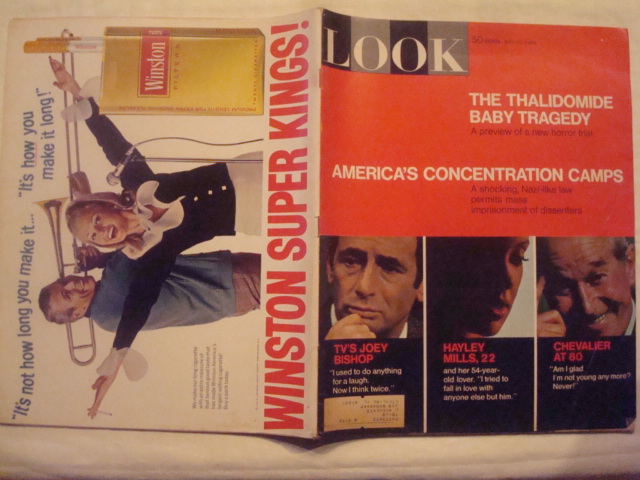 LOOK
50
THE THALIDOMIDE
BABY TRAGEDY
A preview of a new horror trial
AMERICA'S CONCENTRATION CAMPS
A shocking, Nazi-like law
permits mass
imprisonment of dissenters
TV'S JOEY
BISHOP
"I used to do anything
for a laugh.
Now I think twice."
HAYLEY
MILLS, 22
and her 54-year-
old lover. "I tried to
fall in love with
anyone else but him."
CHEVALIER
AT 80
"Am I glad
I'm not young any more?
Never!"
WINSTON SUPER KINGS!
"It's not how long you make it...
"It's how you
make it long!"
Winston
FILTERS